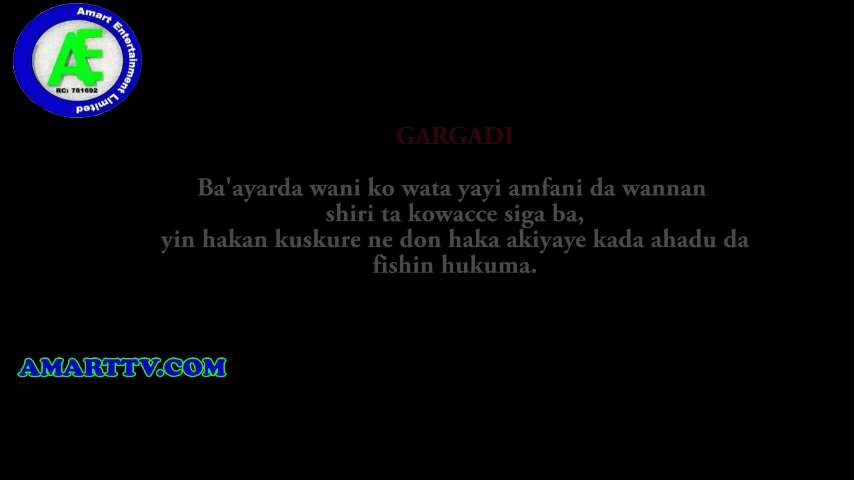 Amart Entertainment Limited
AE
RC: 781692
GARGADI
Ba'ayarda wani ko wata yayi amfani da wannan
shiri ta kowacce siga ba,
yin hakan kuskure ne don haka akiyaye kada ahadu da
fishin hukuma.
AMARTTV.COM